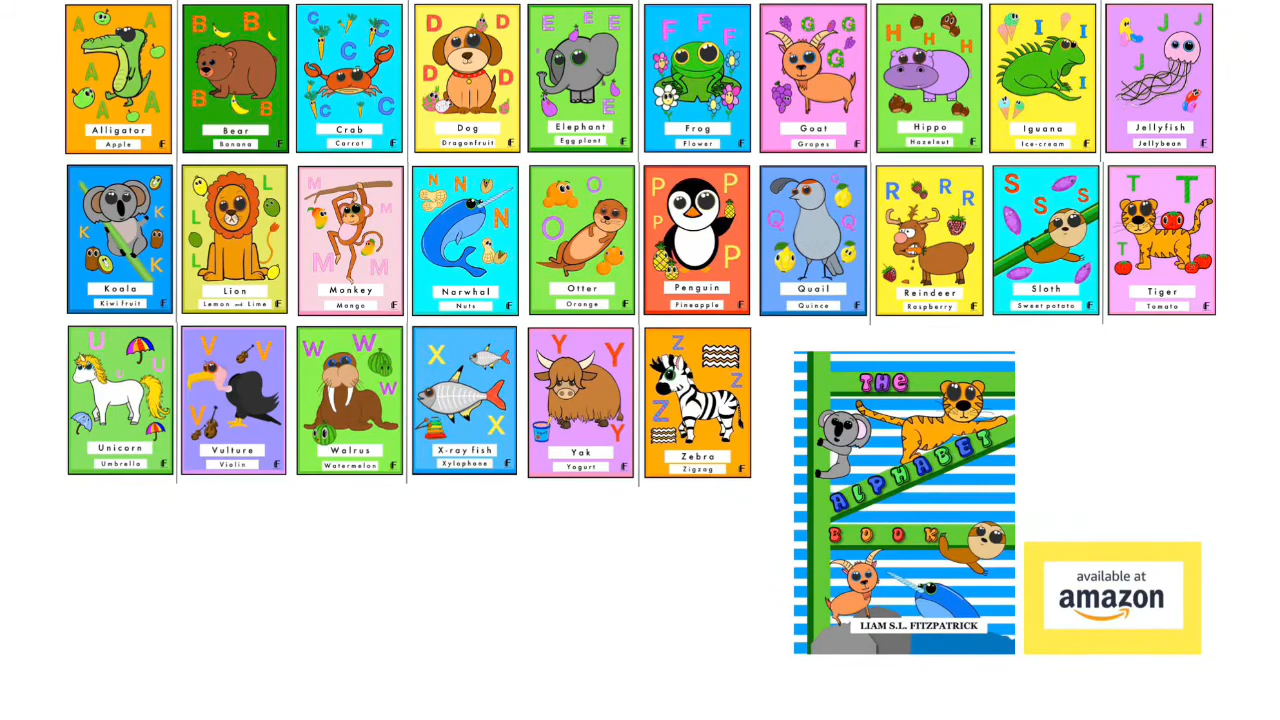 A A A A
Alligator
Apple
B B B B
Bear
Banana
C C C C C
Crab
Carrot
D D D D
Dog
Dragonfruit
E E E E
Elephant
Eggplant
F F F
Frog
Flower
G G G
Goat
Grapes
H H H
Hippo
Hazelnut
I I I
Iguana
Ice-cream
J J J
Jellyfish
Jellybean
K K K
Koala
Kiwi fruit
L L L
Lion
Lemon and Lime
M M M M
Monkey
Mango
N N N
Narwhal
Nuts
O O
Otter
Orange
P P P P
Penguin
Pineapple
Q Q
Quail
Quince
R R R
Reindeer
Raspberry
S S S
Sloth
Sweet potato
T T T
Tiger
Tomato
U U U
Unicorn
Umbrella
V V V
Vulture
Violin
W W W
Walrus
Watermelon
X X
X-ray fish
Xylophone
Y Y Y
Yak
Yogurt
Z Z Z
Zebra
Zigzag
THE
ALPHABET
BOOK
LIAM S.L. FITZPATRICK
available at
amazon